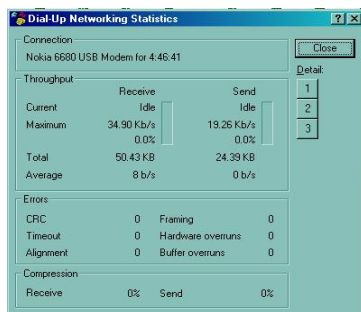 Dial-Up Networking Statistics
Connection
Nokia 6680 USB Modem for 4:46:41
Close
Detail:
1
2
3
Throughput
Receive Send
Current Idle Idle
Maximum 34.90 Kb/s 19.26 Kb/s
0.0% 0.0%
Total 50.43 KB 24.39 KB
Average 8 b/s 0 b/s
Errors
CRC 0 Framing 0
Timeout 0 Hardware overruns 0
Alignment 0 Buffer overruns 0
Compression
Receive 0% Send 0%